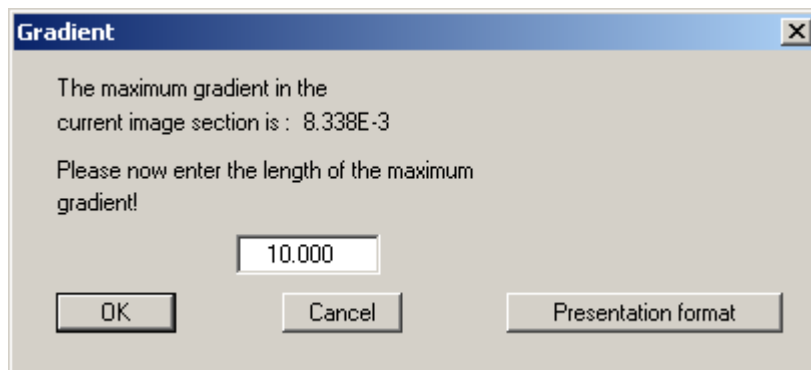 Gradient
The maximum gradient in the
current image section is : 8.338E-3
Please now enter the length of the maximum
gradient!
10.000
OK Cancel Presentation format